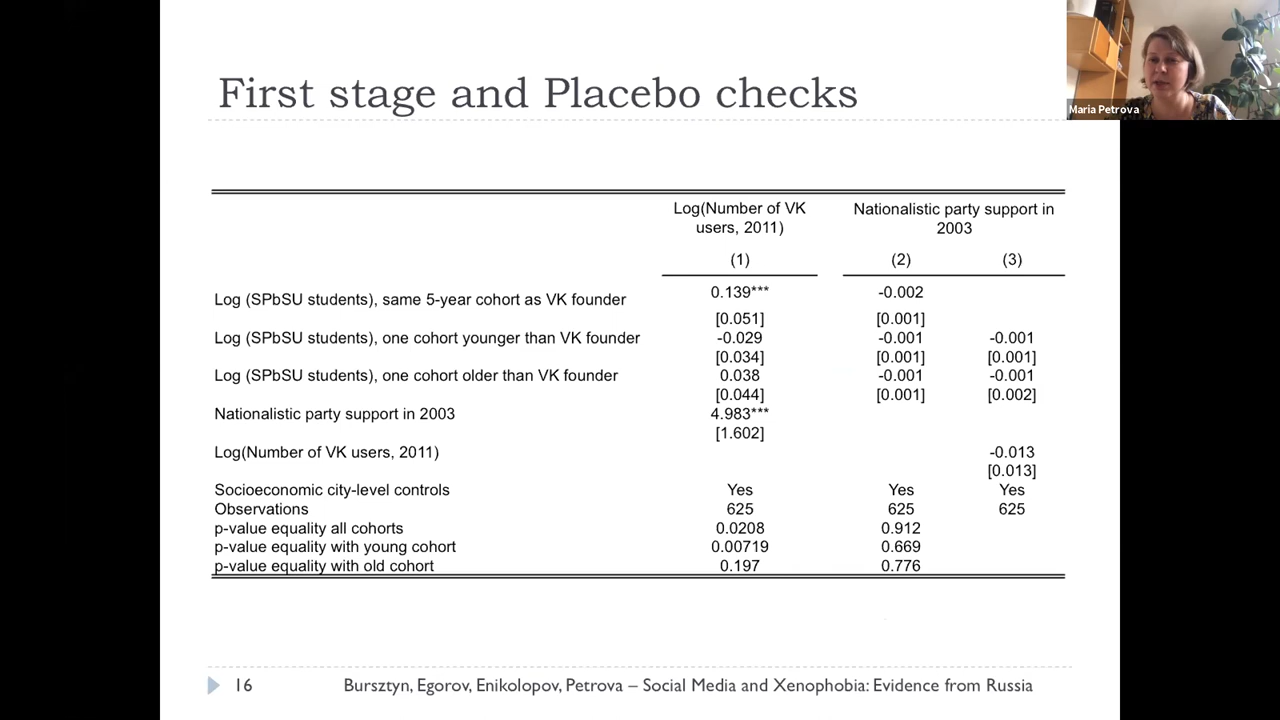 First stage and Placebo checks
Maria Petrova
Log(Number of VK users, 2011) Nationalistic party support in 2003
(1) (2) (3)
Log (SPbSU students), same 5-year cohort as VK founder 0.139*** -0.002
[0.051] [0.001]
Log (SPbSU students), one cohort younger than VK founder -0.029 -0.001 -0.001
[0.034] [0.001] [0.001]
Log (SPbSU students), one cohort older than VK founder 0.038 -0.001 -0.001
[0.044] [0.001] [0.002]
Nationalistic party support in 2003 4.983***
[1.602]
Log(Number of VK users, 2011) -0.013
[0.013]
Socioeconomic city-level controls Yes Yes Yes
Observations 625 625 625
p-value equality all cohorts 0.0208 0.912
p-value equality with young cohort 0.00719 0.669
p-value equality with old cohort 0.197 0.776
16 Bursztyn, Egorov, Enikolopov, Petrova – Social Media and Xenophobia: Evidence from Russia